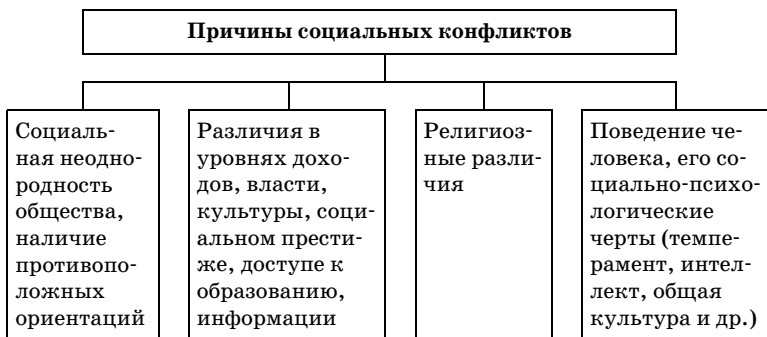 Причины социальных конфликтов
Социаль-
ная неодно-
родность
общества,
наличие
противопо-
ложных
ориентаций
Различия в
уровнях дохо-
дов, власти,
культуры, соци-
альном прести-
же, доступе к
образованию,
информации
Религиоз-
ные разли-
чия
Поведение че-
ловека, его со-
циально-психо-
логические
черты (темпе-
рамент, интел-
лект, общая
культура и др.)